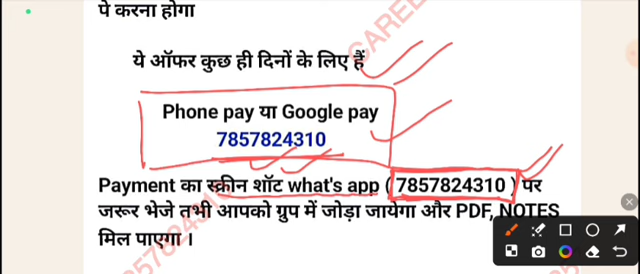 पे करना होगा
ये ऑफर कुछ ही दिनों के लिए हैं
Phone pay या Google pay
7857824310
Payment का स्क्रीन शॉट what's app ( 7857824310 ) पर
जरूर भेजे तभी आपको ग्रुप में जोड़ा जायेगा और PDF, NOTES
मिल पाएगा ।